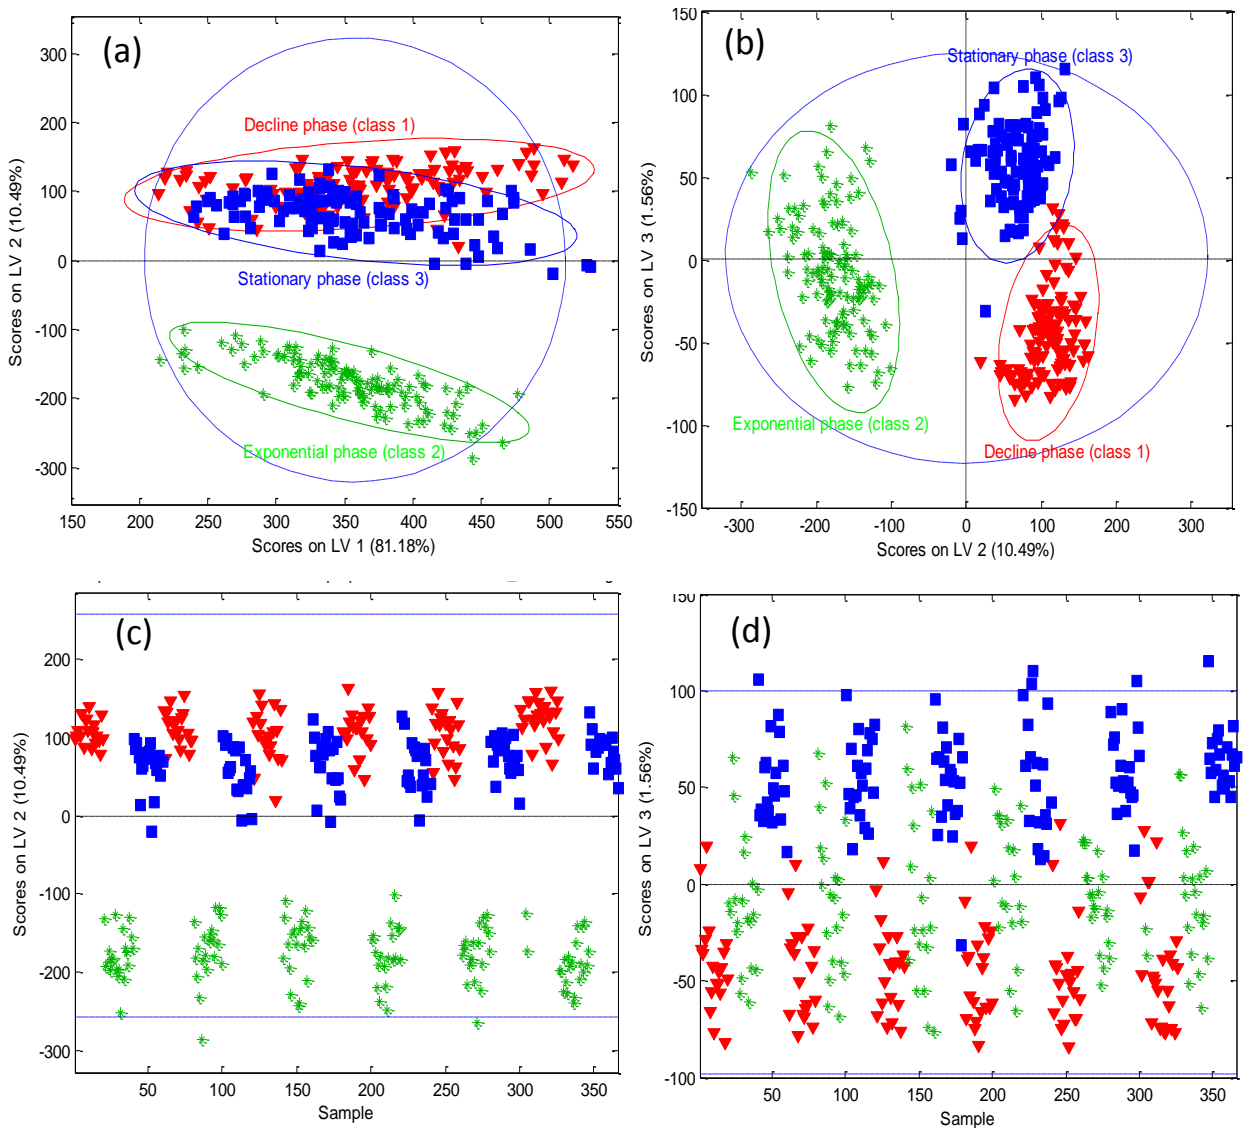 (a)
300
200
100
0
-100
-200
-300
Scores on LV 2 (10.49%)
Decline phase (class 1)
Stationary phase (class 3)
Exponential phase (class 2)
150 200 250 300 350 400 450 500 550
Scores on LV 1 (81.18%)
(b)
150
100
50
0
-50
-100
-150
Scores on LV 3 (1.56%)
Stationary phase (class 3)
Exponential phase (class 2)
Decline phase (class 1)
-300 -200 -100 0 100 200 300
Scores on LV 2 (10.49%)
(c)
200
100
0
-100
-200
-300
Scores on LV 2 (10.49%)
50 100 150 200 250 300 350
Sample
(d)
150
100
50
0
-50
-100
Scores on LV 3 (1.56%)
50 100 150 200 250 300 350
Sample